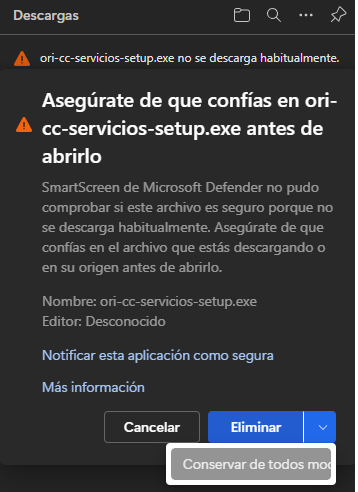 Descargas
ori-cc-servicios-setup.exe no se descarga habitualmente.
Asegúrate de que confías en ori-
cc-servicios-setup.exe antes de
abrirlo
SmartScreen de Microsoft Defender no pudo
comprobar si este archivo es seguro porque no
se descarga habitualmente. Asegúrate de que
confías en el archivo que estás descargando o
en su origen antes de abrirlo.
Nombre: ori-cc-servicios-setup.exe
Editor: Desconocido
Notificar esta aplicación como segura
Más información
Cancelar
Eliminar
Conservar de todos